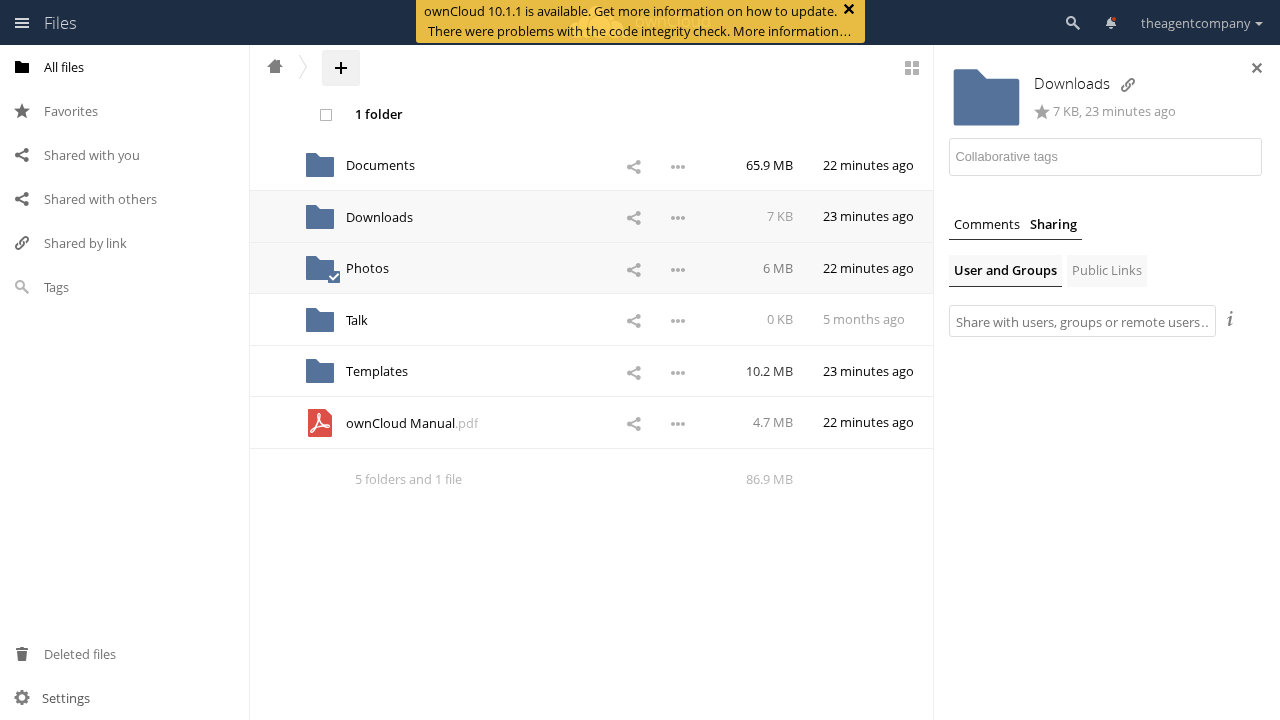 Files
ownCloud 10.1.1 is available. Get more information on how to update.
There were problems with the code integrity check. More information…
theagentcompany
All files
Favorites
Shared with you
Shared with others
Shared by link
Tags
Deleted files
Settings
1 folder
Documents 65.9 MB 22 minutes ago
Downloads 7 KB 23 minutes ago
Photos 6 MB 22 minutes ago
Talk 0 KB 5 months ago
Templates 10.2 MB 23 minutes ago
ownCloud Manual.pdf 4.7 MB 22 minutes ago
5 folders and 1 file 86.9 MB
Downloads
7 KB, 23 minutes ago
Collaborative tags
Comments Sharing
User and Groups Public Links
Share with users, groups or remote users…